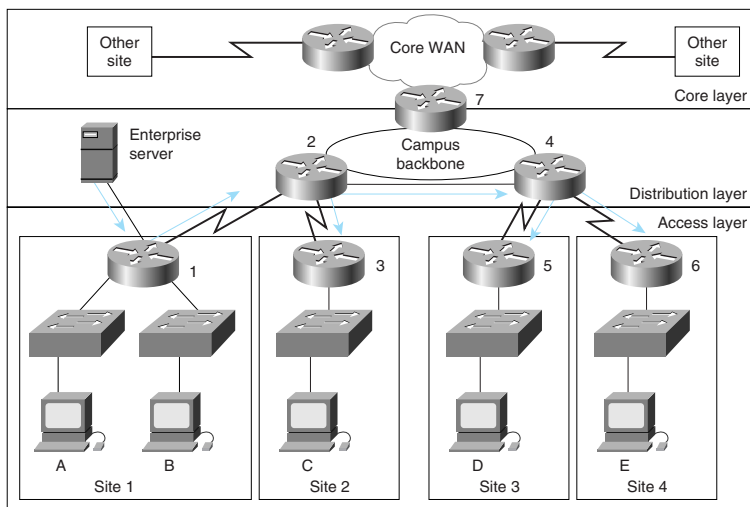 Other
site
Core WAN
Other
site
7
Core layer
Enterprise
server
2
Campus
backbone
4
Distribution layer
Access layer
1
3
5
6
A
B
C
D
E
Site 1
Site 2
Site 3
Site 4